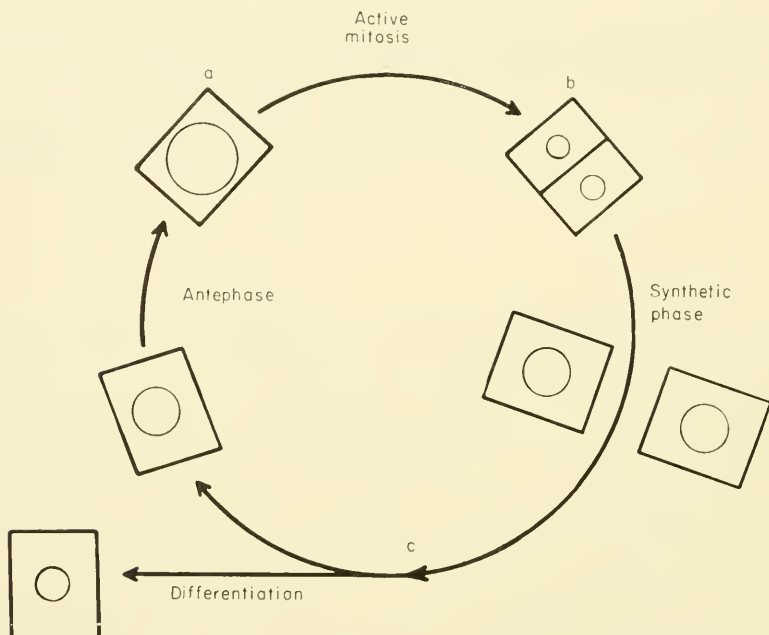 Active
mitosis
a
b
Antephase
Synthetic
phase
c
Differentiation